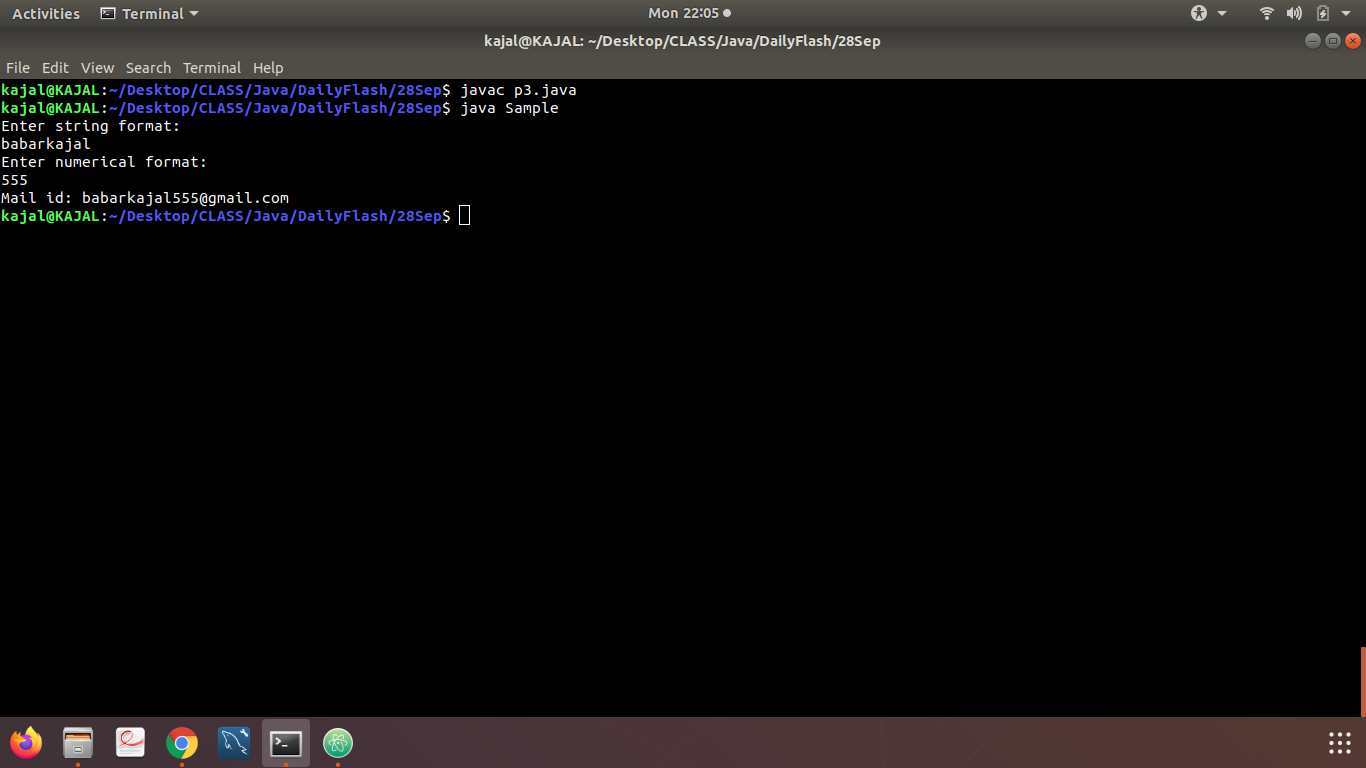 Activities Terminal Mon 22:05
kajal@KAJAL: ~/Desktop/CLASS/Java/DailyFlash/28Sep
File Edit View Search Terminal Help
kajal@KAJAL:~/Desktop/CLASS/Java/DailyFlash/28Sep$ javac p3.java
kajal@KAJAL:~/Desktop/CLASS/Java/DailyFlash/28Sep$ java Sample
Enter string format:
babarkajal
Enter numerical format:
555
Mail id: babarkajal555@gmail.com
kajal@KAJAL:~/Desktop/CLASS/Java/DailyFlash/28Sep$